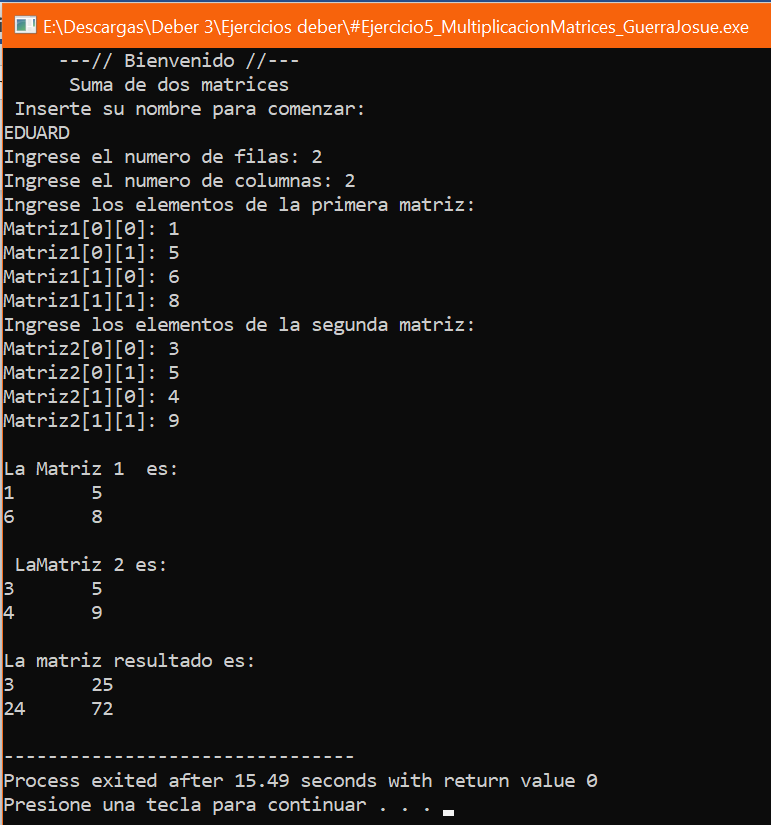 E:\Descargas\Deber 3\Ejercicios deber\#Ejercicio5_MultiplicacionMatrices_GuerraJosue.exe
---// Bienvenido //---
Suma de dos matrices
Inserte su nombre para comenzar:
EDUARD
Ingrese el numero de filas: 2
Ingrese el numero de columnas: 2
Ingrese los elementos de la primera matriz:
Matriz1[0][0]: 1
Matriz1[0][1]: 5
Matriz1[1][0]: 6
Matriz1[1][1]: 8
Ingrese los elementos de la segunda matriz:
Matriz2[0][0]: 3
Matriz2[0][1]: 5
Matriz2[1][0]: 4
Matriz2[1][1]: 9
La Matriz 1  es:
1       5
6       8
LaMatriz 2 es:
3       5
4       9
La matriz resultado es:
3       25
24      72
--------------------------------
Process exited after 15.49 seconds with return value 0
Presione una tecla para continuar . . .